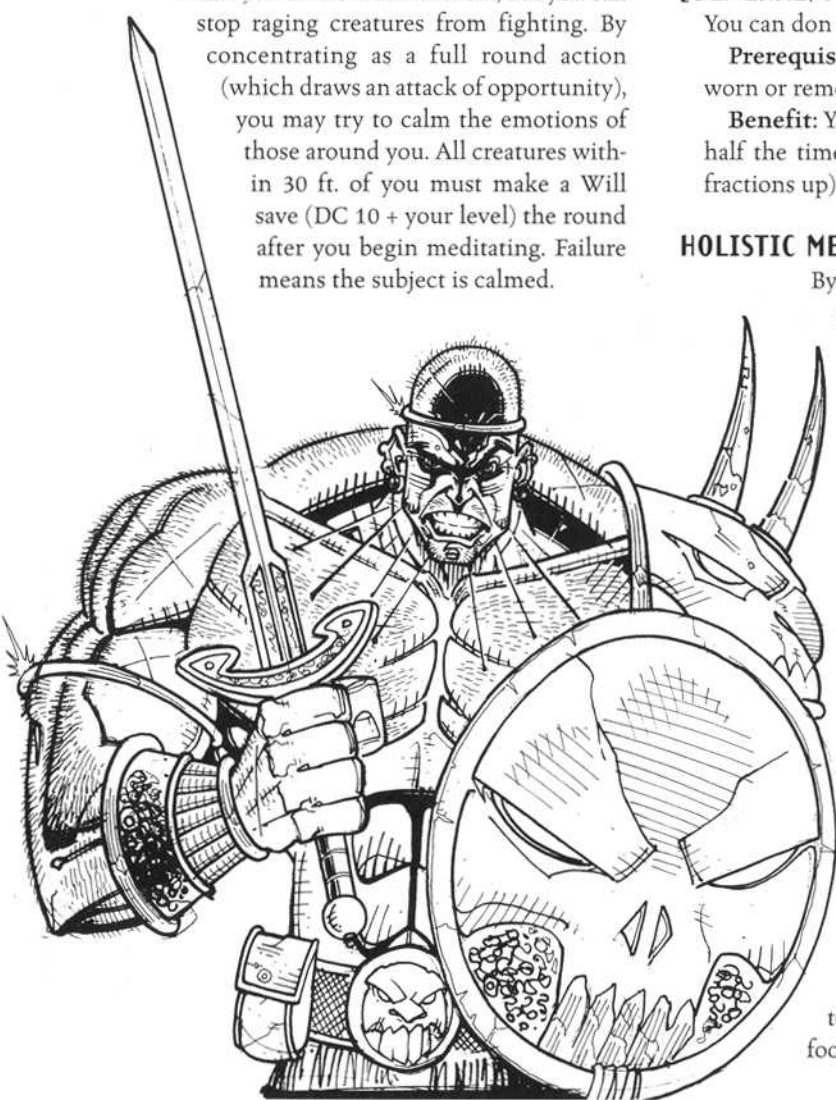 stop raging creatures from fighting. By
concentrating as a full round action
(which draws an attack of opportunity),
you may try to calm the emotions of
those around you. All creatures with-
in 30 ft. of you must make a Will
save (DC 10 + your level) the round
after you begin meditating. Failure
means the subject is calmed.
You can don
Prerequis
worn or rem
Benefit: Y
half the tim
fractions up)
HOLISTIC ME
By
foc